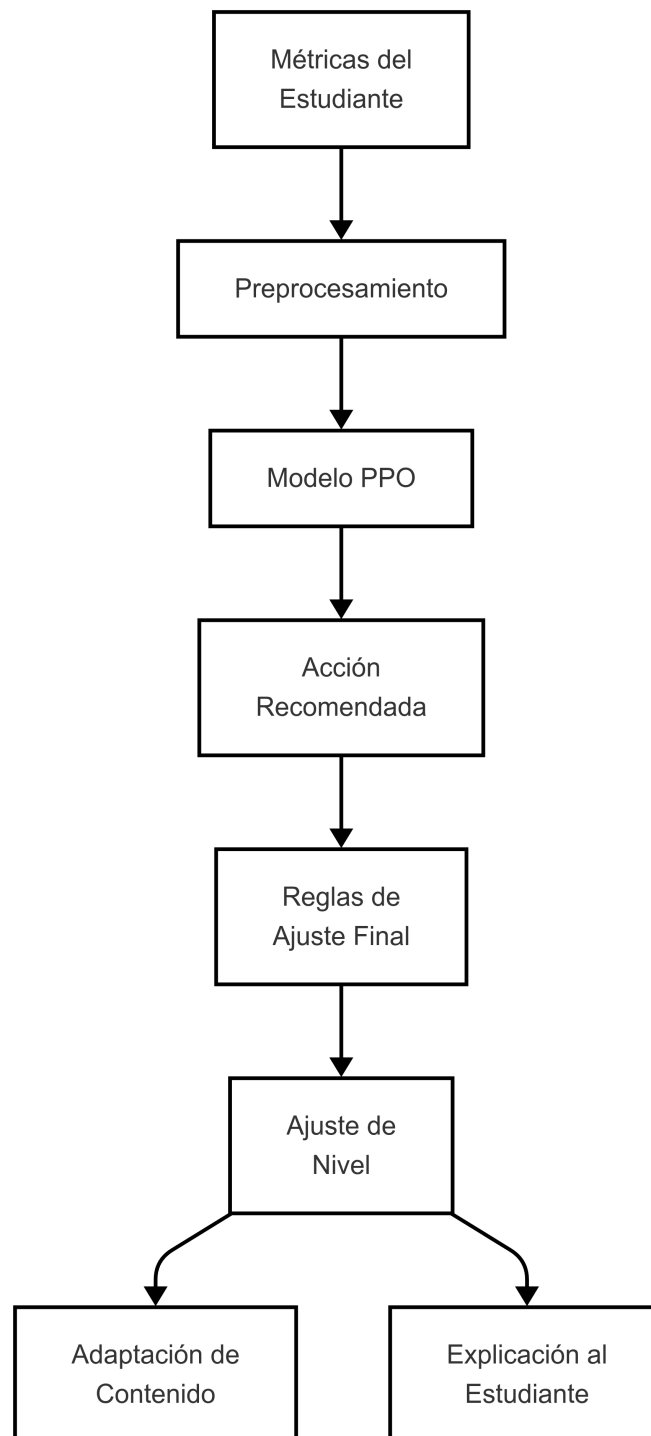 Métricas del
Estudiante
Preprocesamiento
Modelo PPO
Acción
Recomendada
Reglas de
Ajuste Final
Ajuste de
Nivel
Adaptación de
Contenido
Explicación al
Estudiante